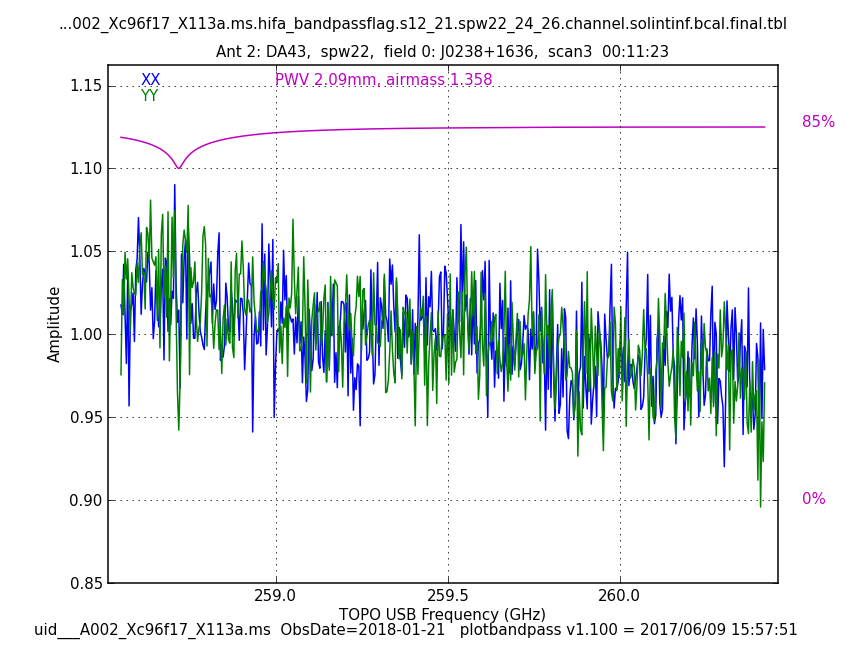 ...002_Xc96f17_X113a.ms.hifa_bandpassflag.s12_21.spw22_24_26.channel.solintinf.bcal.final.tbl
Ant 2: DA43, spw22, field 0: J0238+1636, scan3 00:11:23
XX
PWV 2.09mm, airmass 1.358
YY
85%
0%
1.15
1.10
1.05
1.00
0.95
0.90
0.85
Amplitude
259.0
259.5
260.0
TOPO USB Frequency (GHz)
uid___A002_Xc96f17_X113a.ms ObsDate=2018-01-21 plotbandpass v1.100 = 2017/06/09 15:57:51